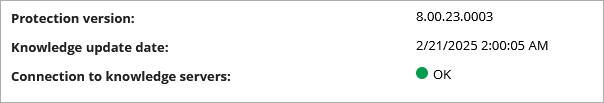 Protection version: 8.00.23.0003
Knowledge update date: 2/21/2025 2:00:05 AM
Connection to knowledge servers: OK